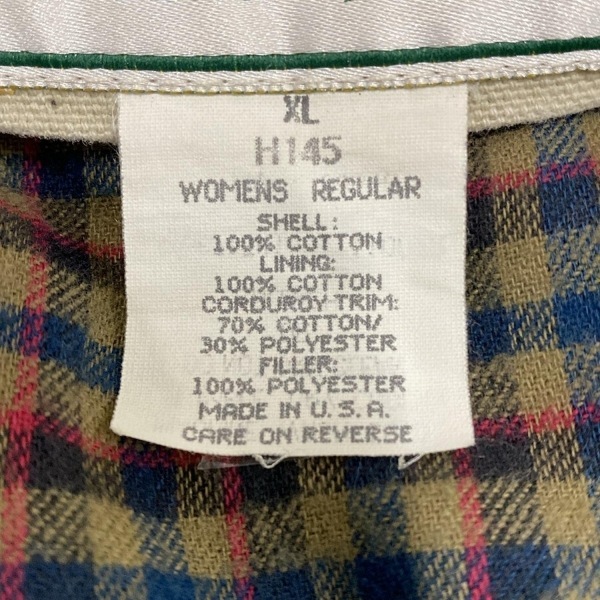 XL
H145
WOMENS REGULAR
SHELL:
100% COTTON
LINING:
100% COTTON
CORDUROY TRIM:
70% COTTON/
30% POLYESTER
FILLER:
100% POLYESTER
MADE IN U.S.A.
CARE ON REVERSE